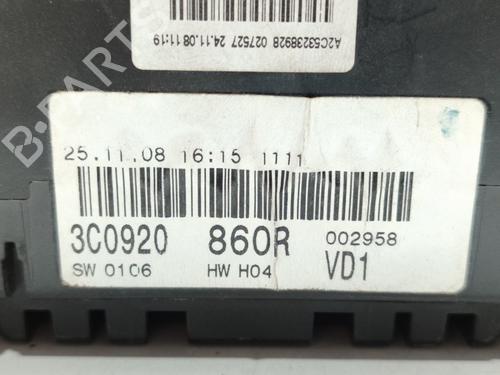 A2C53238928 027527 24.11.08 11:19
25.11.08 16:15 1111
3C0920 860R 002958
SW 0106 HW H04 VD1
B-PARTS